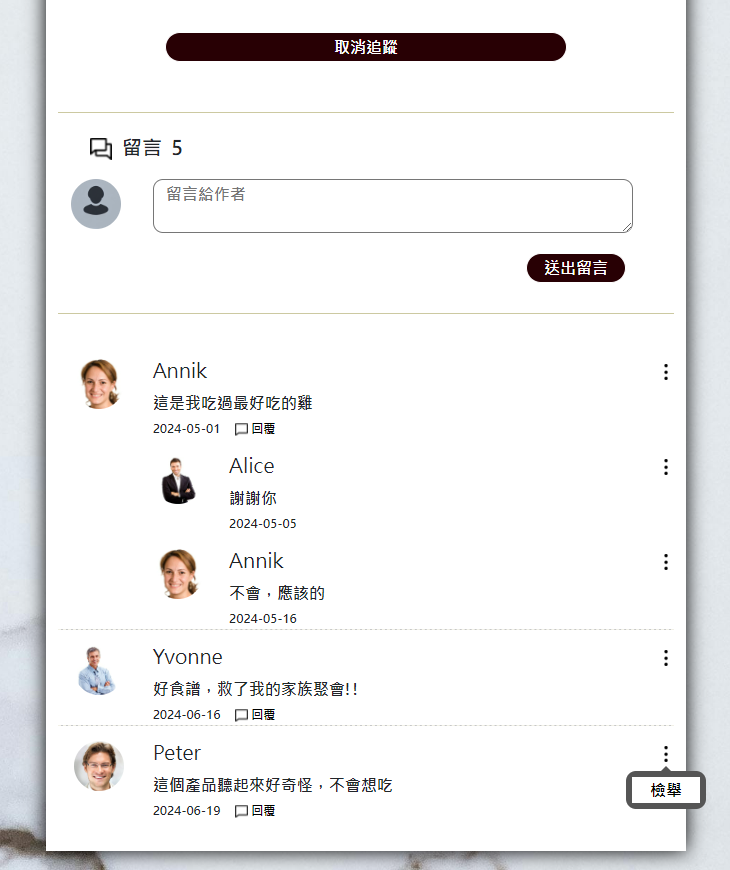 取消追蹤
留言 5
留言給作者
送出留言
Annik
這是我吃過最好吃的雞
2024-05-01 回覆
Alice
謝謝你
2024-05-05
Annik
不會，應該的
2024-05-16
Yvonne
好食譜，救了我的家族聚會!!
2024-06-16 回覆
Peter
這個產品聽起來好奇怪，不會想吃
檢舉
2024-06-19 回覆